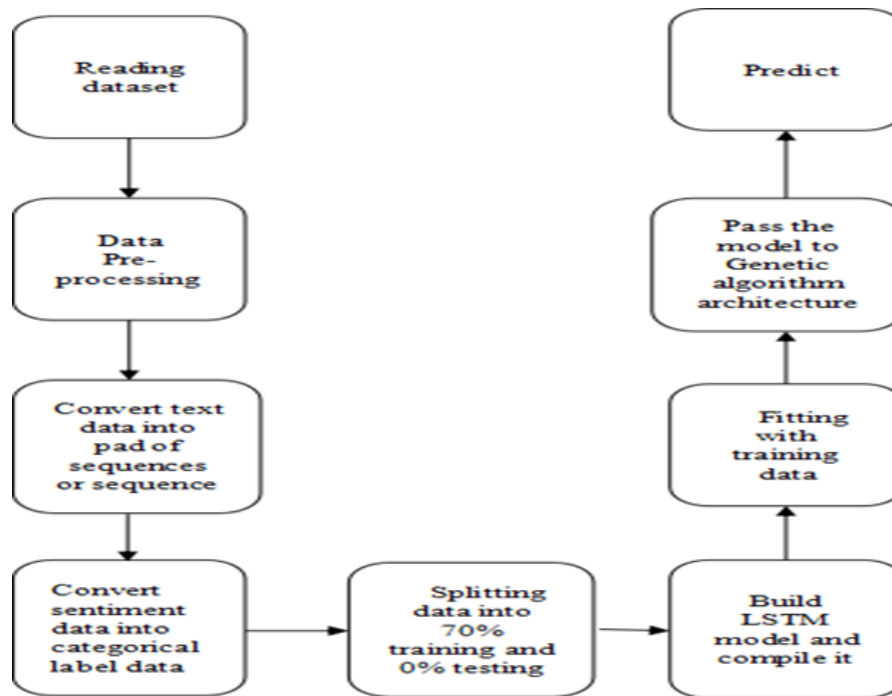 Reading
dataset
Data
Pre-
processing
Convert text
data into
pad of
sequences
or sequence
Convert
sentiment
data into
categorical
label data
Splitting
data into
70%
training and
0% testing
Build
LSTM
model and
compile it
Fitting
with
training
data
Pass the
model to
Genetic
algorithm
architecture
Predict